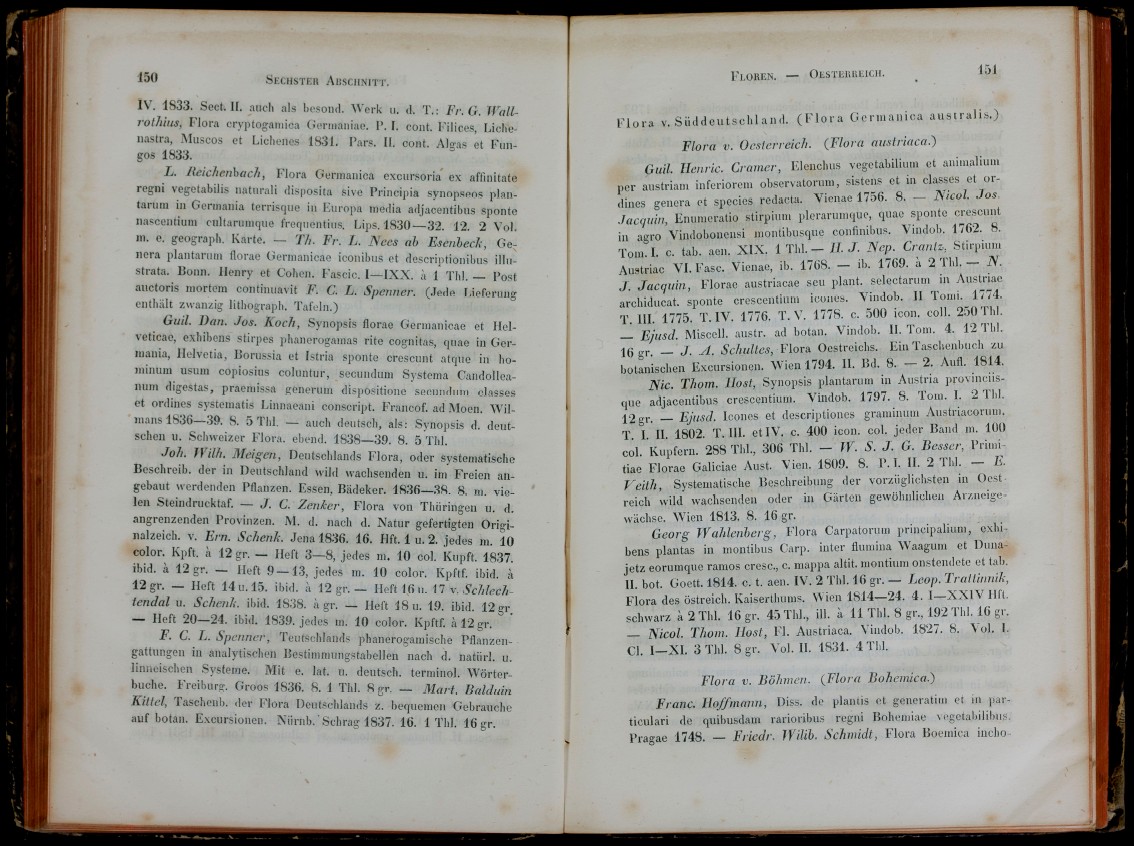 150
SECHSTER ABSCHNITT.
IV. 1833. Sect. II. auch als besond. Werk u. d. T.: Fr. G. Wall-
rothius, Flora cryptogamica Germaniae. P. I. cont. Filices, Liche-
nastra, Muscos et Lichenes 1831. Pars. II. cont. Algas et Fun-
gos 1833.
L. Reichenbach, Flora Germanica excursoria ex affinitate
regni vegetabilis naturali disposita sive Principia synopseos plan-
tarum in Germania terrisque in Europa media adjacentibus sponte
nascentium cultarumque frequentius. Lips. 1830—32. 12. 2 Vol.
m. e. geograph. Karte. — Th. Fr. L. Nees ab Esenbeck, Ge-
nera plantarum florae Germanicae iconibus et descriptionibus illu-
strata. Bonn. Henry et Cohen. Fascic. I—IXX. à 1 Thl. — Post
auctoris mortem continuavit F. C. L. Spenner. (Jede Lieferung
enthält zwanzig lithograph. Tafeln.)
Guil. Dan. Jos. Koch, Synopsis florae Germanicae et Hel-
veticae, exhibens stirpes phanerogamas rite cognitas, quae in Ger-
mania, Helvetia, Borussia et Istria sponte crescunt atque in ho-
minum usum copiosius coluntur, secundum Systema Candollea-
num digestas, praemissa generum dispositione secundum classes
et ordines systematis Linnaeani conscript. Francof. ad Moen. Wil-
mans 1836—39. 8. 5 Thl. — auch deutsch, als: Synopsis d. deut-
schen u. Schweizer Flora. ebend. 1838—39. 8. 5 Thl.
Joh. Wilh. Meigen, Deutschlands Flora, oder systematische
Beschreib. der in Deutschland wild wachsenden u. im Freien an-
gebaut werdenden Pflanzen. Essen, Bädeker. 1836—38. 8. m. vie-
len Steindrucktaf. — J. C. Zenker, Flora von Thüringen u. d.
angrenzenden Provinzen. M. d. nach d. Natur gefertigten Origi-
nalzeich. v. Ern. Schenk. Jena 1836. 16. Hft. 1 u. 2. jedes m. 10
color. Kpft. à 12 gr. — Heft 3—8, jedes m. 10 col. Kupft. 1837.
ibid. à 12 gr. — Heft 9—13, jedes m. 10 color. Kpftf. ibid. à
12 gr. — Heft 14 u. 15. ibid. à 12 gr. — Heft 16 u. 17 v. Schlech-
tendal u. Schenk. ibid. 1838. à gr. — Heft 18 u. 19. ibid. 12 gr.
— Heft 20—24. ibid. 1839. jedes m. 10 color. Kpftf. à 12 gr.
F. C. L. Spenner, Teutschlands phanerogamische Pflanzen-
gattungen in analytischen Bestimmungstabellen nach d. natürl. u.
linneischen Systeme. Mit e. lat. u. deutsch. terminol. Wörter-
buche. Freiburg. Groos 1836. 8. 1 Thl. 8 gr. — Mart. Balduin
Kittel, Taschenb. der Flora Deutschlands z. bequemen Gebrauche
auf botan. Excursionen. Nürnb. Schrag 1837. 16. 1 Thl. 16 gr.
FLOREN. — OESTERREICH.
151
Flora v. Süddeutschland. (Flora Germanica australis.)
Flora v. Oesterreich. (Flora austriaca.)
Guil. Henric. Cramer, Elenchus vegetabilium et animalium
per austriam inferiorem observatorum, sistens et in classes et or-
dines genera et species redacta. Vienae 1756. 8. — Nicol. Jos.
Jacquin, Enumeratio stirpium plerarumque, quae sponte crescunt
in agro Vindobonensi montibusque confinibus. Vindob. 1762. 8.
Tom. I. c. tab. aen. XIX. 1 Thl. — H. J. Nep. Crantz, Stirpium
Austriac VI. Fasc. Vienae, ib. 1768. — ib. 1769. à 2 Thl. — N.
J. Jacquin, Florae austriacae seu plant. selectarum in Austriae
archiducat. sponte crescentium icones. Vindob. II Tomi. 1774.
T. III. 1775. T. IV. 1776. T. V. 1778. c. 500 icon. coll. 250 Thl.
— Ejusd. Miscell. austr. ad botan. Vindob. II. Tom. 4. 12 Thl.
16 gr. — J. A. Schultes, Flora Oestreichs. Ein Taschenbuch zu
botanischen Excursionen. Wien 1794. II. Bd. 8. — 2. Aufl. 1814.
Nic. Thom. Host, Synopsis plantarum in Austria provinciis-
que adjacentibus crescentium. Vindob. 1797. 8. Tom. I. 2 Thl.
12 gr. — Ejusd. Icones et descriptiones graminum Austriacorum.
T. I. II. 1802. T. III. et IV. c. 400 icon. col. jeder Band m. 100
col. Kupfern. 288 Thl., 306 Thl. — W. S. J. G. Besser, Primi-
tiae Florae Galiciae Aust. Vien. 1809. 8. P. I. II. 2 Thl. — E.
Veith, Systematische Beschreibung der vorzüglichsten in Oest-
reich wild wachsenden oder in Gärten gewöhnlichen Arzneige-
wächse. Wien 1813. 8. 16 gr.
Georg Wahlenberg, Flora Carpatorum principalium, exhi-
bens plantas in montibus Carp. inter flumina Waagum et Duna-
jetz eorumque ramos cresc., c. mappa altit. montium onstendete et tab.
II. bot. Goett. 1814. c. t. aen. IV. 2 Thl. 16 gr. — Leop. Trattinnik,
Flora des östreich. Kaiserthums. Wien 1814—24. 4. I—XXIV Hft.
schwarz à 2 Thl. 16 gr. 45 Thl., ill. à 11 Thl. 8 gr., 192 Thl. 16 gr.
— Nicol. Thom. Host, Fl. Austriaca. Vindob. 1827. 8. Vol. I.
Cl. I—XI. 3 Thl. 8 gr. Vol. II. 1831. 4 Thl.
Flora v. Böhmen. (Flora Bohemica.)
Franc. Hoffmann, Diss. de plantis et generatim et in par-
ticulari de quibusdam rarioribus regni Bohemiae vegetabilibus.
Pragae 1748. — Friedr. Wilib. Schmidt, Flora Boemica incho-